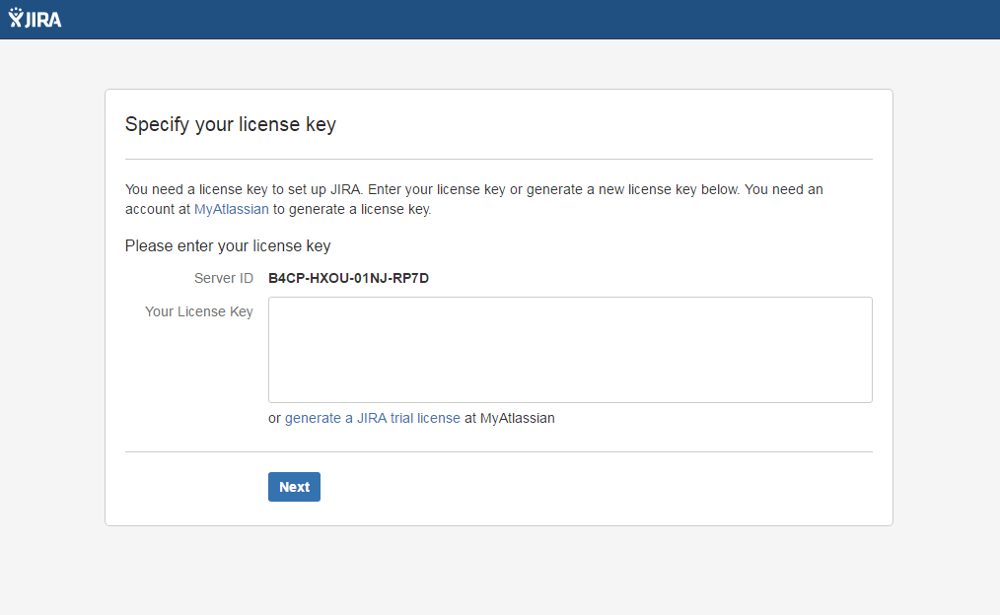 JIRA
Specify your license key
You need a license key to set up JIRA. Enter your license key or generate a new license key below. You need an
account at MyAtlassian to generate a license key.
Please enter your license key
Server ID B4CP-HXOU-01NJ-RP7D
Your License Key
or generate a JIRA trial license at MyAtlassian
Next